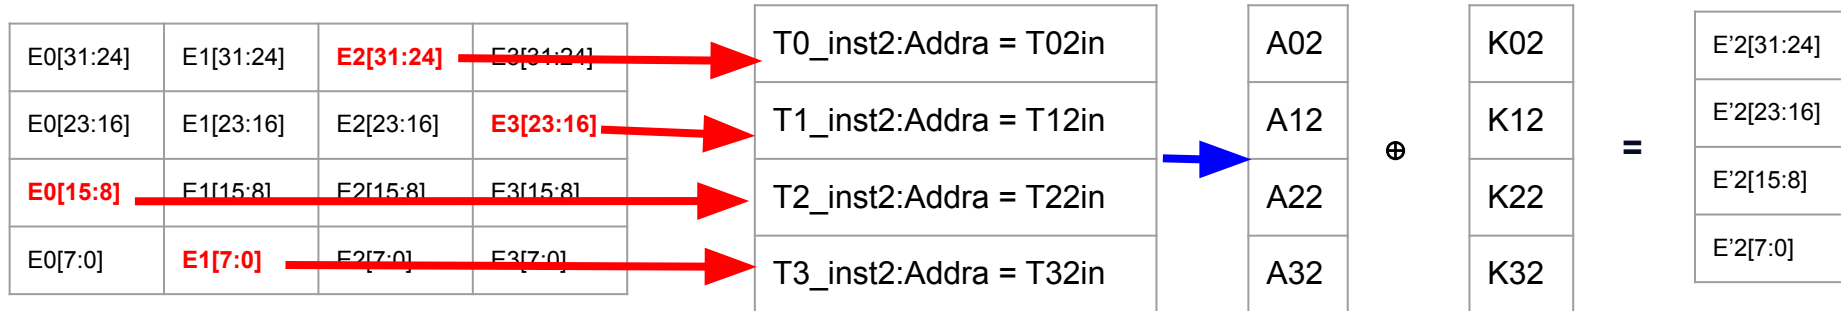 E0[31:24] E1[31:24] E2[31:24] E3[31:24] T0_inst2:Addra = T02in A02 K02 E'2[31:24]
E0[23:16] E1[23:16] E2[23:16] E3[23:16] T1_inst2:Addra = T12in A12 K12 E'2[23:16]
⊕ =
E0[15:8] E1[15:8] E2[15:8] E3[15:8] T2_inst2:Addra = T22in A22 K22 E'2[15:8]
E0[7:0] E1[7:0] E2[7:0] E3[7:0] T3_inst2:Addra = T32in A32 K32 E'2[7:0]